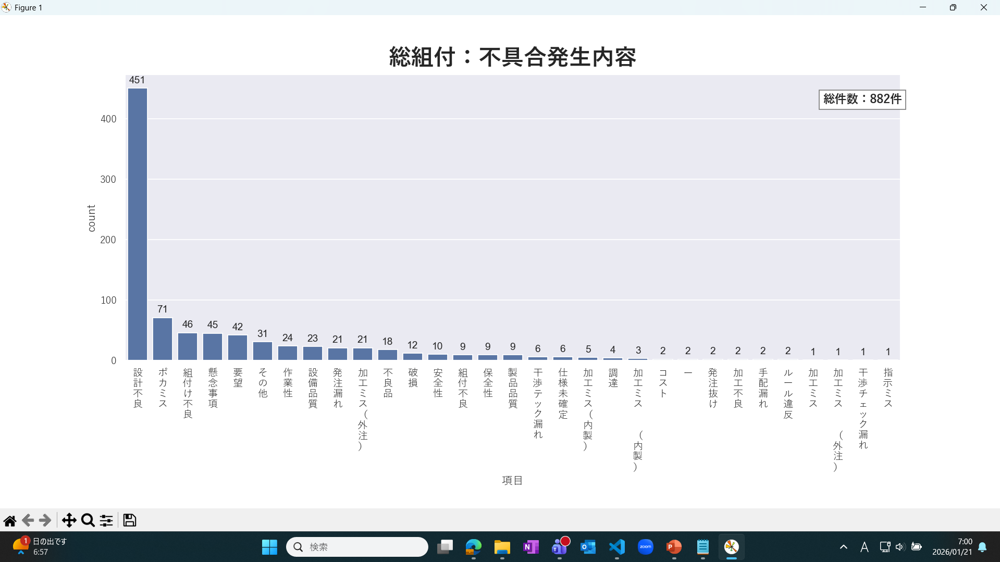 Figure 1
総組付：不具合発生内容
総件数：882件
451
71
46
45
42
31
24
23
21
21
18
12
10
9
9
9
6
6
5
4
3
2
2
2
2
2
2
1
1
1
1
400
300
200
100
0
count
設計不良
ポカミス
組付け不良
懸念事項
要望
その他
作業性
設備品質
発注漏れ
加工ミス（外注）
不良品
破損
安全性
組付不良
保全性
製品品質
干渉テック漏れ
仕様未確定
加工ミス（内製）
調達
加工ミス　（内製）
コスト
ー
発注抜け
加工不良
手配漏れ
ルール違反
加工ミス
加工ミス　（外注）
干渉チェック漏れ
指示ミス
項目
1
日の出です
6:57
検索
N
T
O
zoom
P
A
7:00
2026/01/21